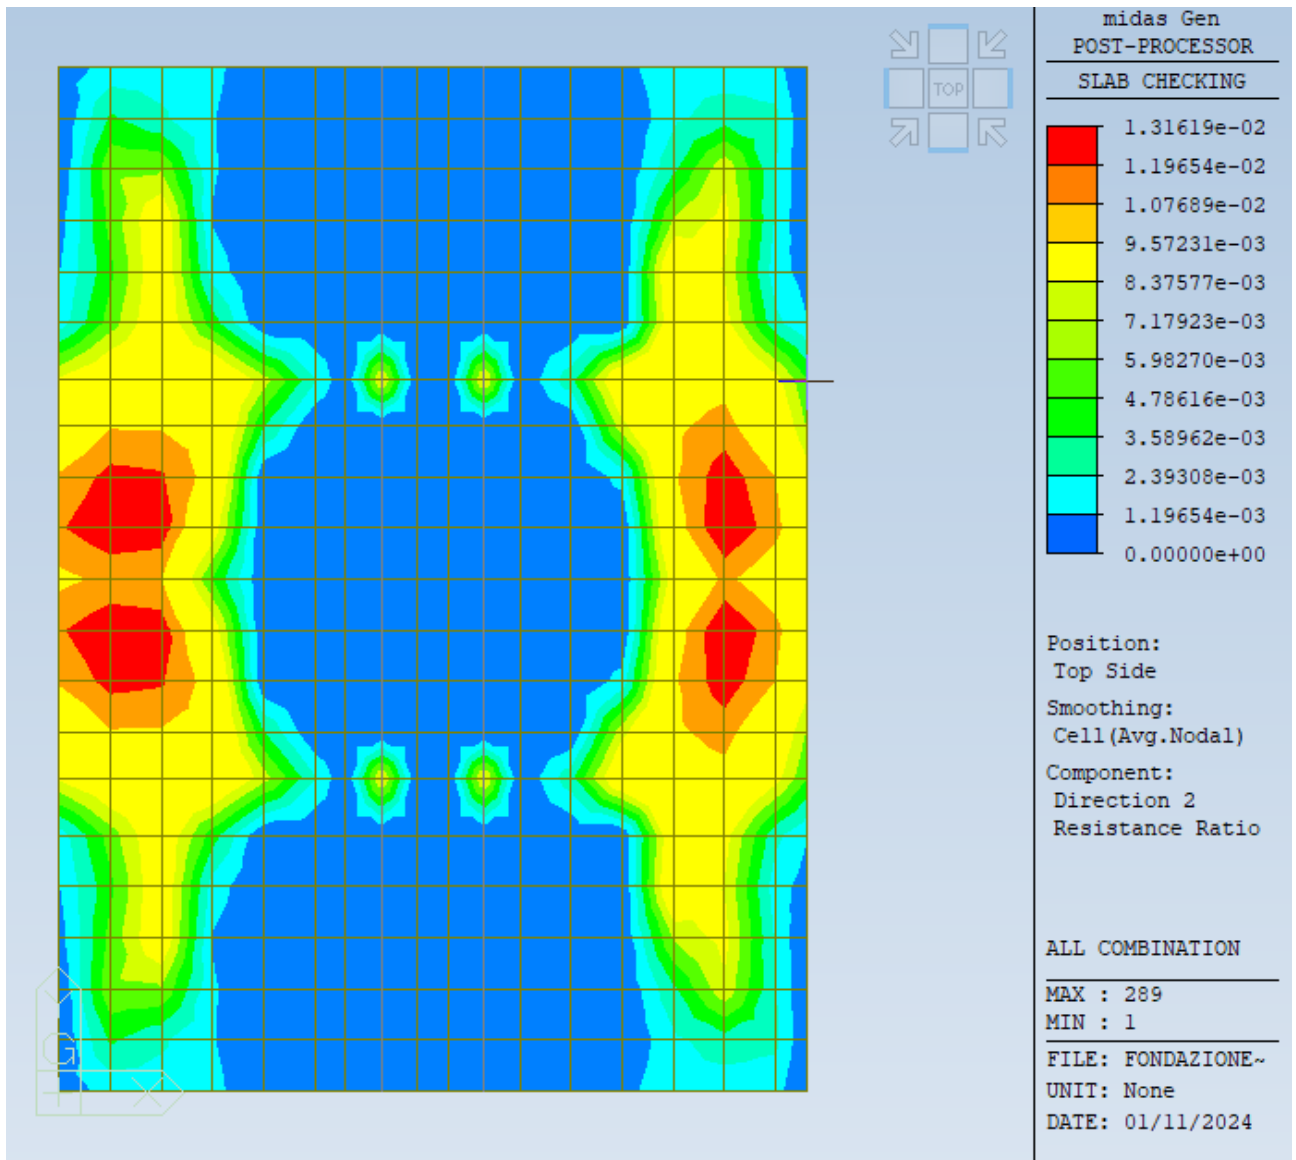 midas Gen
POST-PROCESSOR
SLAB CHECKING
TOP
1.31619e-02
1.19654e-02
1.07689e-02
9.57231e-03
8.37577e-03
7.17923e-03
5.98270e-03
4.78616e-03
3.58962e-03
2.39308e-03
1.19654e-03
0.00000e+00
Position:
Top Side
Smoothing:
Cell(Avg.Nodal)
Component:
Direction 2
Resistance Ratio
ALL COMBINATION
MAX : 289
MIN : 1
FILE: FONDAZIONE~
UNIT: None
DATE: 01/11/2024
G
X
Y